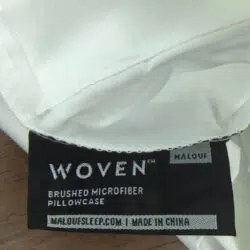 WOVEN™ MALOUF
BRUSHED MICROFIBER
PILLOWCASE
MALOUFSLEEP.COM | MADE IN CHINA